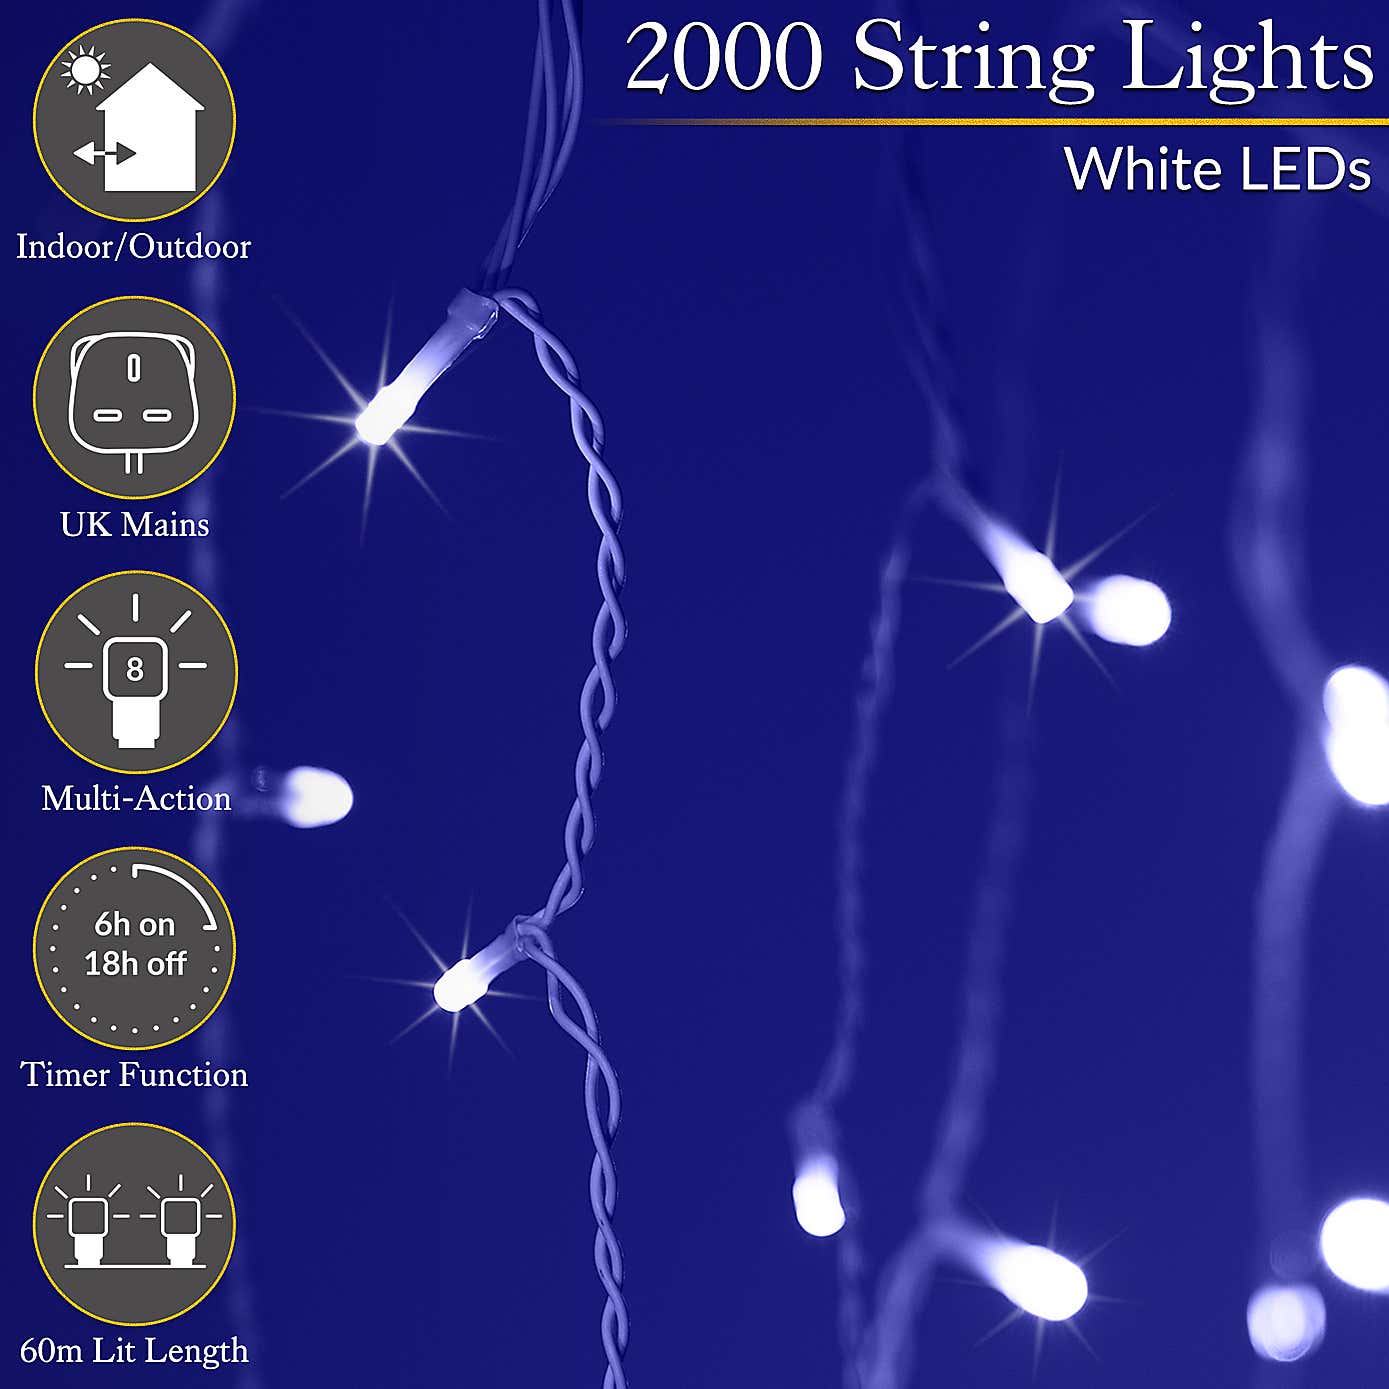 2000 String Lights
White LEDs
Indoor/Outdoor
UK Mains
8
Multi-Action
6h on
18h off
Timer Function
60m Lit Length